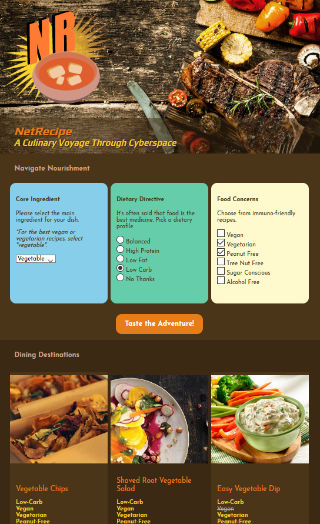 NR
NetRecipe
A Culinary Voyage Through Cyberspace
Navigate Nourishment
Core Ingredient
Please select the main
ingredient for your dish.
*For the best vegan or
vegetarian recipes, select
"vegetable".
Vegetable
Dietary Directive
It's often said that food is the
best medicine. Pick a dietary
profile
Balanced
High Protein
Low Fat
Low Carb
No Thanks
Food Concerns
Choose from immuno-friendly
recipes.
Vegan
Vegetarian
Peanut Free
Tree Nut Free
Sugar Conscious
Alcohol Free
Taste the Adventure!
Dining Destinations
Vegetable Chips
Low-Carb
Vegan
Vegetarian
Peanut-Free
Shaved Root Vegetable
Salad
Low-Carb
Vegan
Vegetarian
Peanut-Free
Easy Vegetable Dip
Low-Carb
Vegan
Vegetarian
Peanut-Free